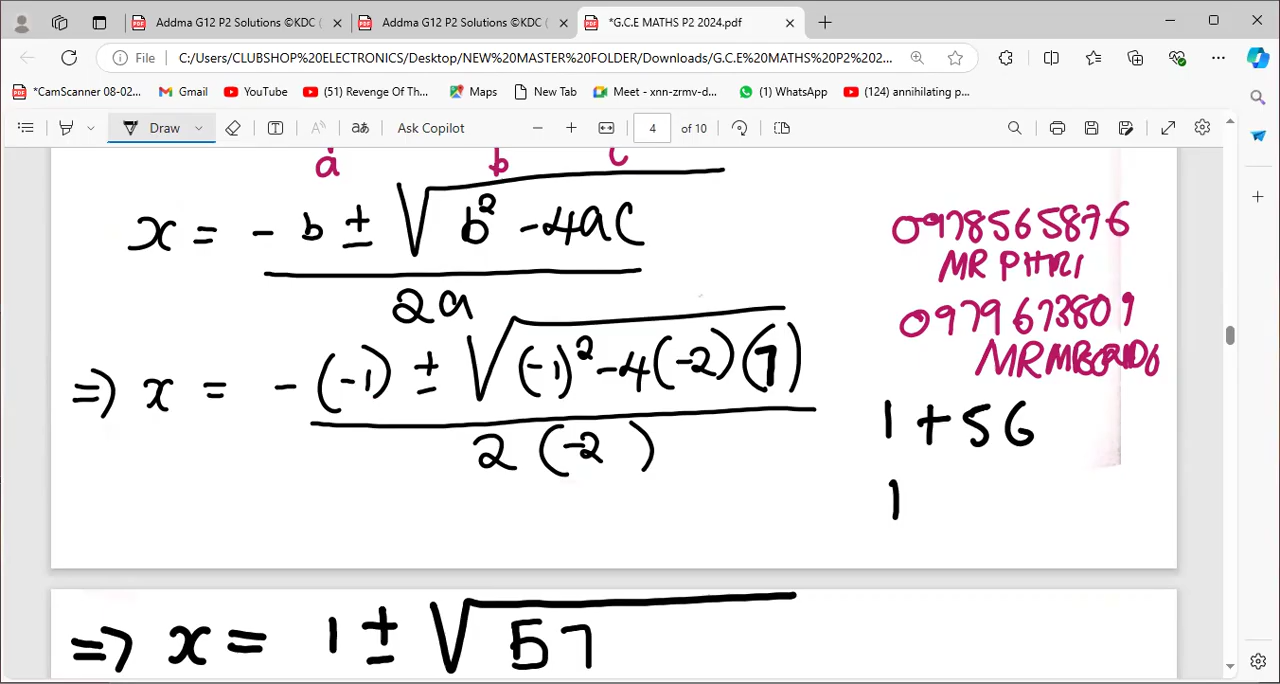 Addma G12 P2 Solutions ©KDC (
Addma G12 P2 Solutions ©KDC (
*G.C.E MATHS P2 2024.pdf
File
C:/Users/CLUBSHOP%20ELECTRONICS/Desktop/NEW%20MASTER%20FOLDER/Downloads/G.C.E%20MATHS%20P2%202...
*CamScanner 08-02...
Gmail
YouTube
(51) Revenge Of Th...
Maps
New Tab
Meet - xnn-zrmv-d...
(1) WhatsApp
(124) annihilating p...
Draw
aあ
Ask Copilot
4 of 10
a b c
x = - b ± √ b² - 4ac
2a
0978565876
MR PHIRI
0979673809
=> x = - (-1) ± √ (-1)² - 4 (-2) (7)
2 (-2)
1 + 56
1
=> x = 1 ± √ 57